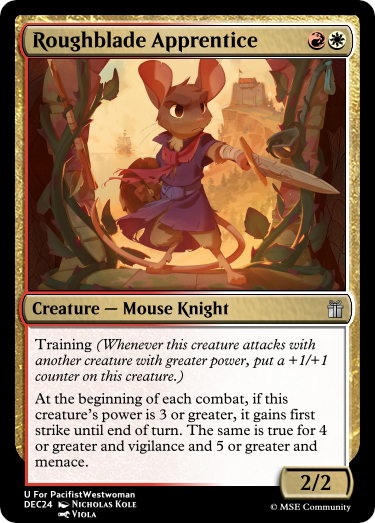 Roughblade Apprentice
Creature — Mouse Knight
Training (Whenever this creature attacks with
another creature with greater power, put a +1/+1
counter on this creature.)
At the beginning of each combat, if this
creature's power is 3 or greater, it gains first
strike until end of turn. The same is true for 4
or greater and vigilance and 5 or greater and
menace.
2/2
U For PacifistWestwoman
DEC24 Nicholas Kole
Viola
© MSE Community